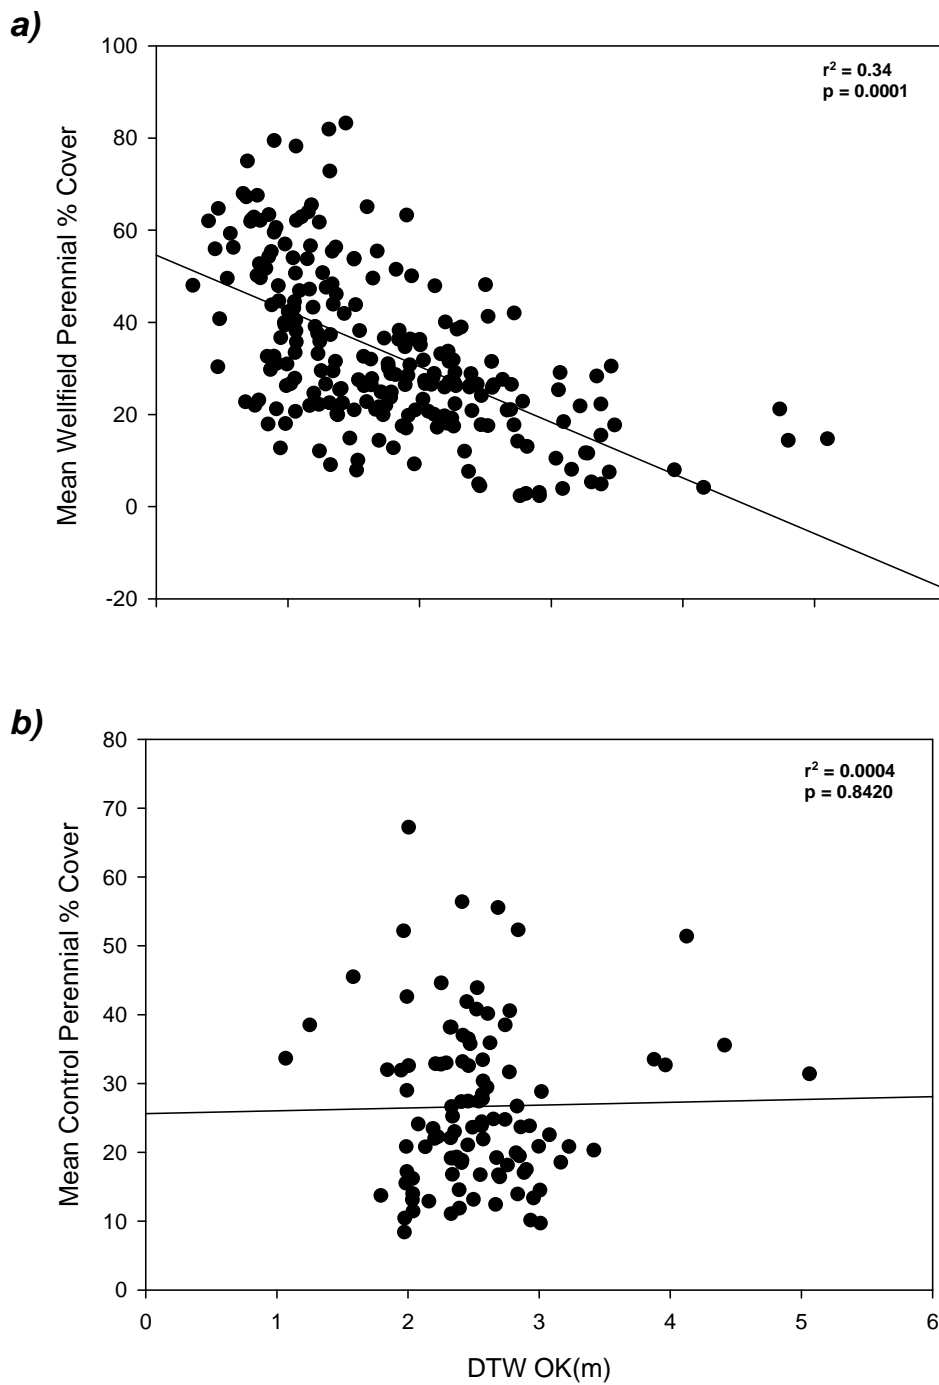 a)
100
80
60
40
20
0
-20
Mean Wellfield Perennial % Cover
r² = 0.34
p = 0.0001
b)
80
70
60
50
40
30
20
10
0
Mean Control Perennial % Cover
r² = 0.0004
p = 0.8420
0 1 2 3 4 5 6
DTW OK(m)